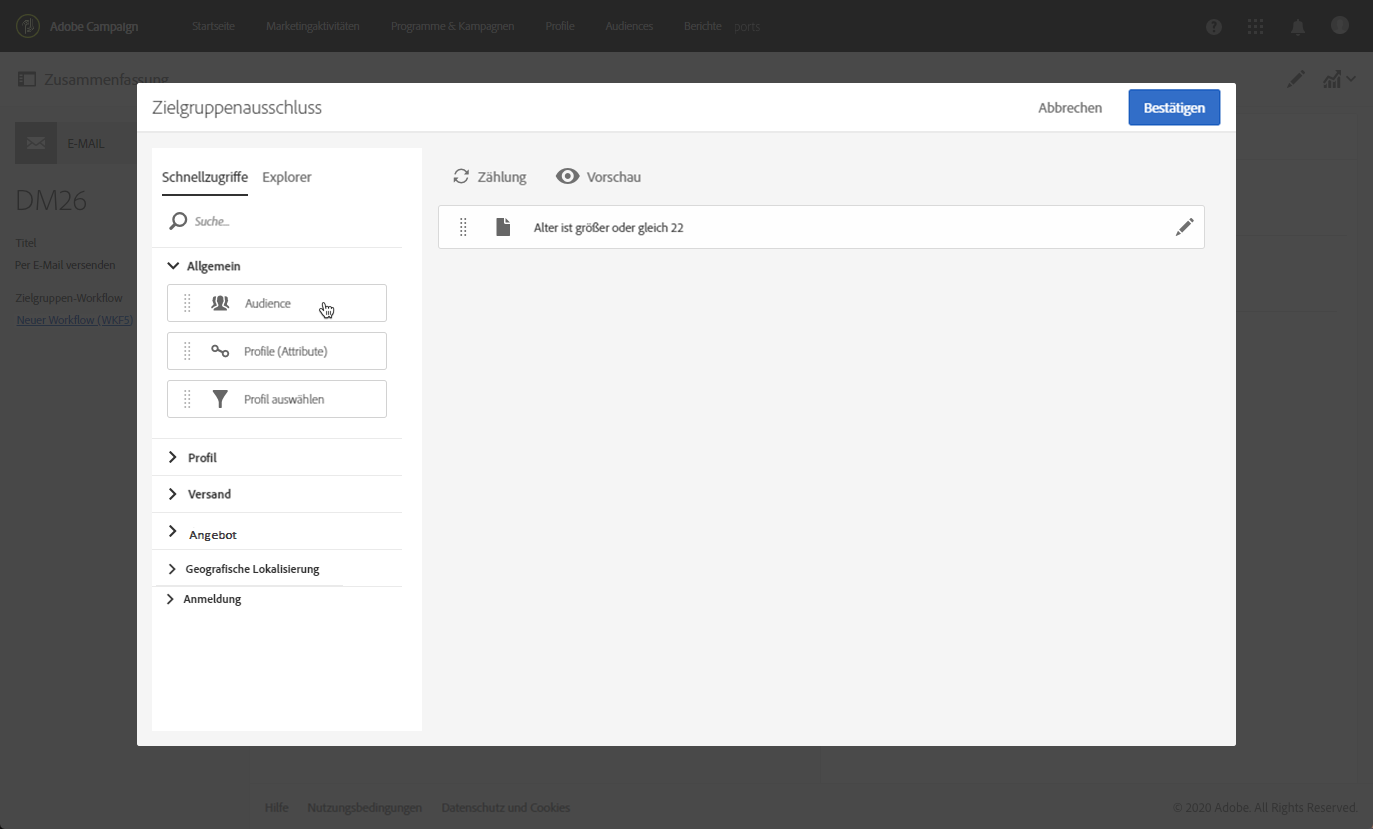 Adobe Campaign Startseite Marketingaktivitäten Programme & Kampagnen Profile Audiences Berichte ports
Zusammenfassung
Zielgruppenausschluss Abbrechen Bestätigen
E-MAIL
DM26
Titel
Per E-Mail versenden
Zielgruppen-Workflow
Neuer Workflow (WKF5)
Schnellzugriffe Explorer
Suche...
Allgemein
Audience
Profile (Attribute)
Profil auswählen
Profil
Versand
Angebot
Geografische Lokalisierung
Anmeldung
Zählung Vorschau
Alter ist größer oder gleich 22
Hilfe Nutzungsbedingungen Datenschutz und Cookies © 2020 Adobe. All Rights Reserved.